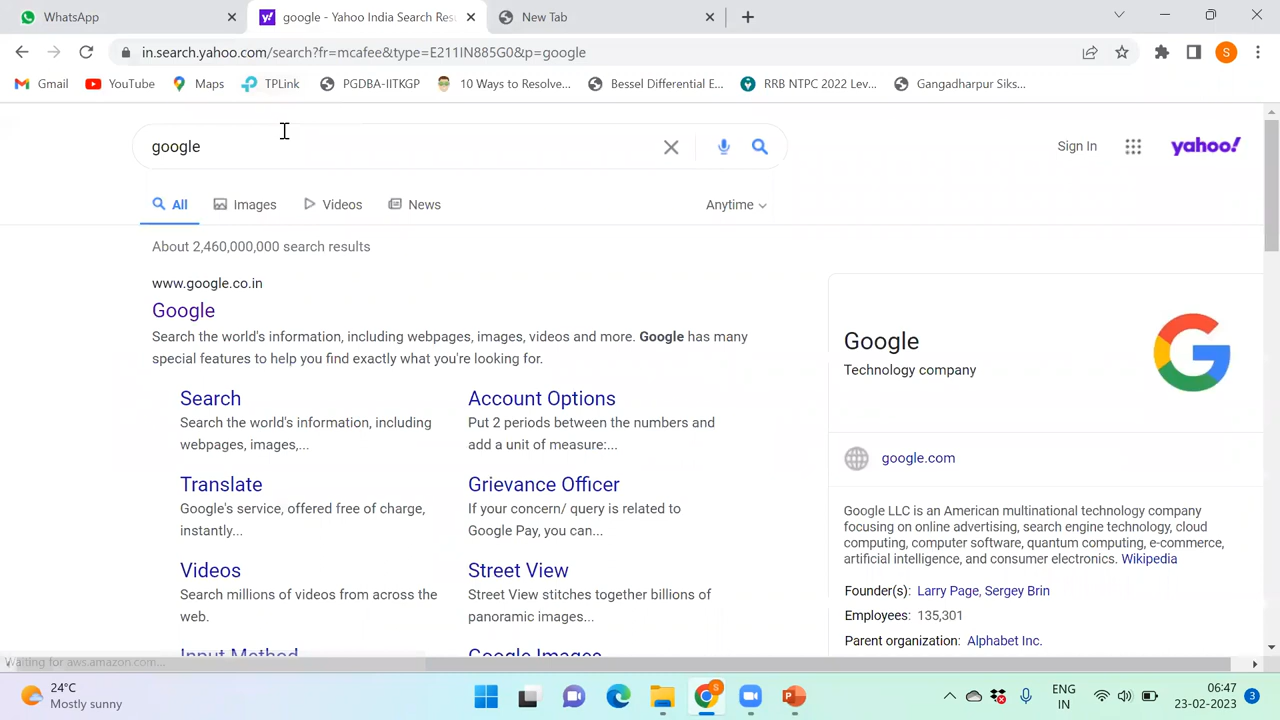 WhatsApp
google - Yahoo India Search Resu
New Tab
in.search.yahoo.com/search?fr=mcafee&type=E211IN885G0&p=google
S
Gmail
YouTube
Maps
TPLink
PGDBA-IITKGP
10 Ways to Resolve...
Bessel Differential E...
RRB NTPC 2022 Lev...
Gangadharpur Siks...
google
Sign In
yahoo!
All
Images
Videos
News
Anytime
About 2,460,000,000 search results
www.google.co.in
Google
Search the world's information, including webpages, images, videos and more. Google has many
special features to help you find exactly what you're looking for.
Search
Search the world's information, including
webpages, images,...
Account Options
Put 2 periods between the numbers and
add a unit of measure:...
Translate
Google's service, offered free of charge,
instantly...
Grievance Officer
If your concern/ query is related to
Google Pay, you can...
Videos
Search millions of videos from across the
web.
Street View
Street View stitches together billions of
panoramic images...
Input Method
Google Images
Google
Technology company
google.com
Google LLC is an American multinational technology company
focusing on online advertising, search engine technology, cloud
computing, computer software, quantum computing, e-commerce,
artificial intelligence, and consumer electronics. Wikipedia
Founder(s): Larry Page, Sergey Brin
Employees: 135,301
Parent organization: Alphabet Inc.
Waiting for aws.amazon.com...
24°C
Mostly sunny
ENG
IN
06:47
23-02-2023
3